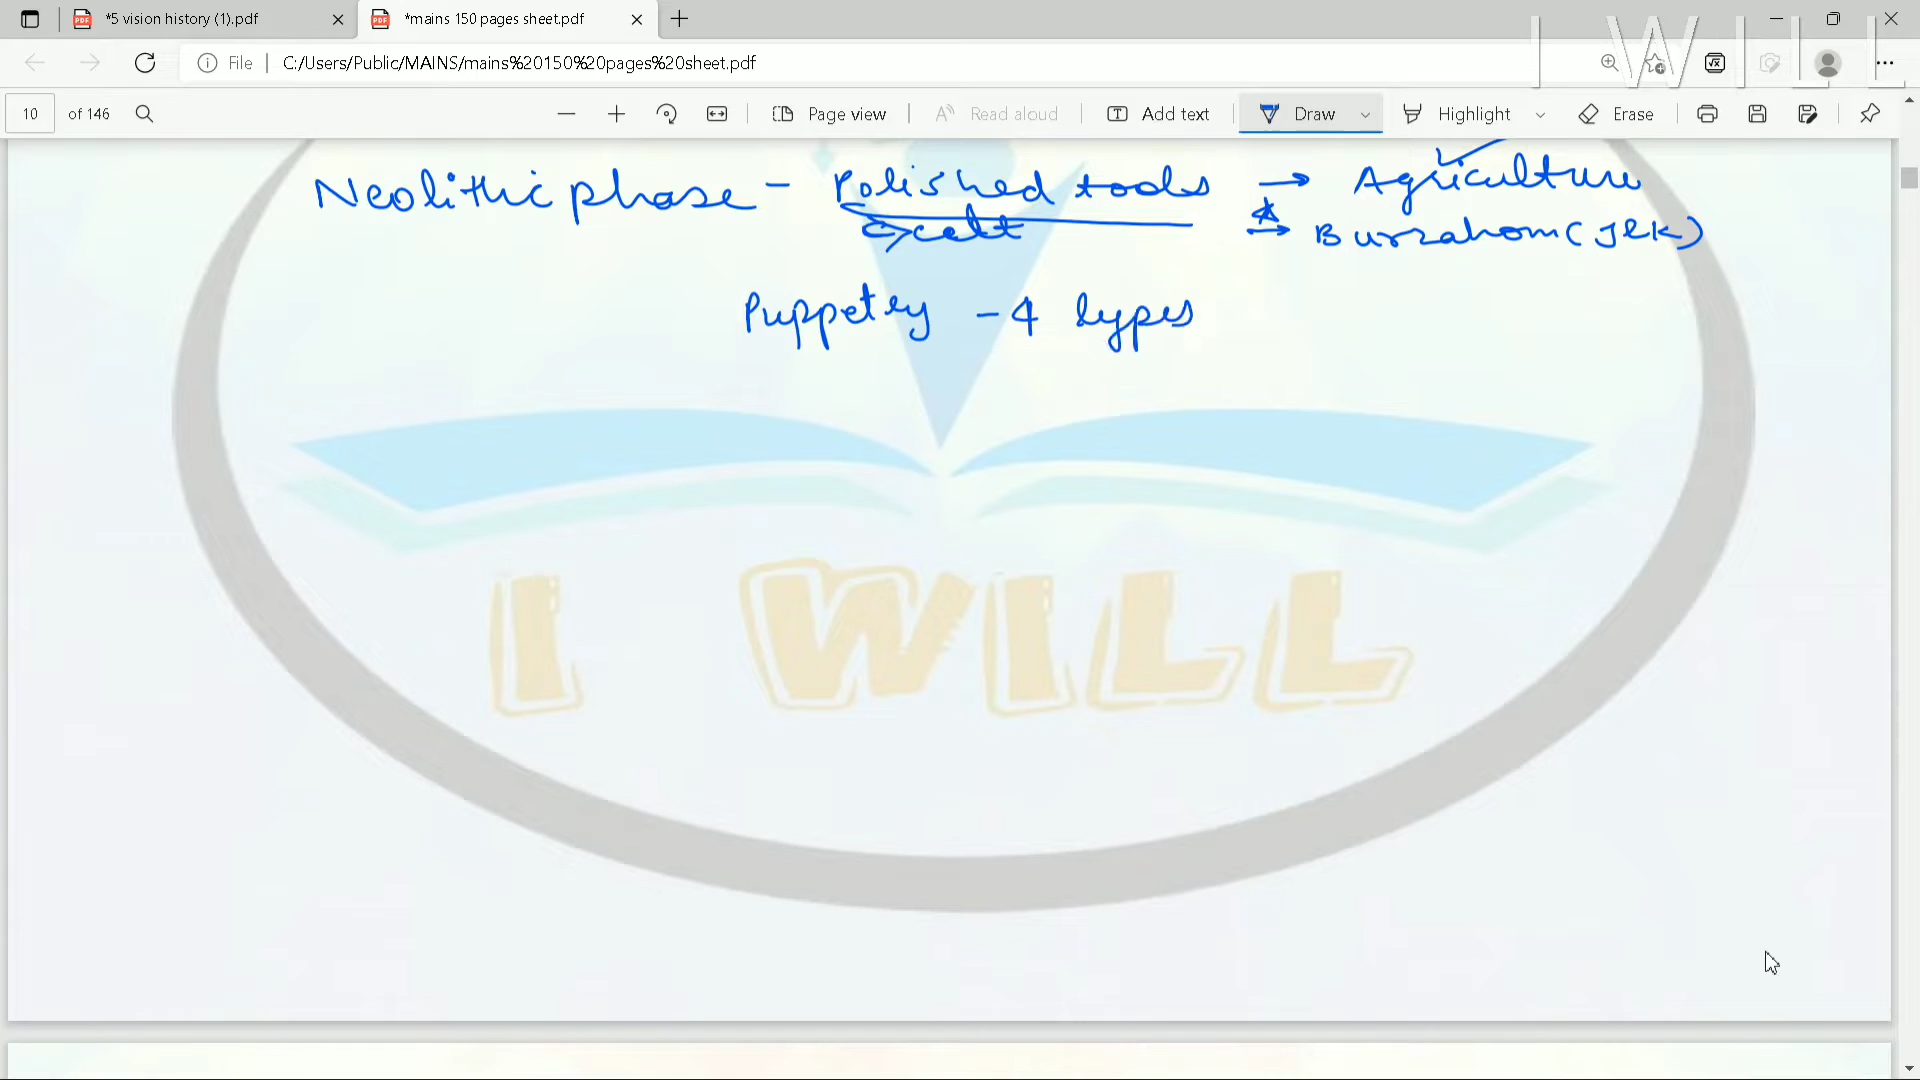 *5 vision history (1).pdf
*mains 150 pages sheet.pdf
I WILL
File
C:/Users/Public/MAINS/mains%20150%20pages%20sheet.pdf
10 of 146
Page view
Read aloud
Add text
Draw
Highlight
Erase
Neolithic phase - Polished tools → Agriculture
→ celt → Burzahom (J&K)
Puppetry - 4 types
I WILL